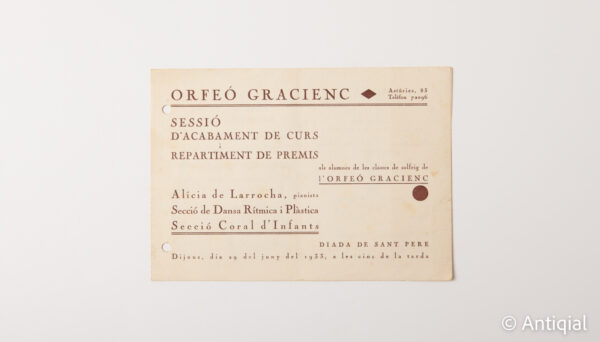 ORFEÓ GRACIENC
Astúries, 83
Telèfon 72096
SESSIÓ
D'ACABAMENT DE CURS
i
REPARTIMENT DE PREMIS
als alumnes de les classes de solfeig de
l'ORFEÓ GRACIENC
Alícia de Larrocha, pianista
Secció de Dansa Rítmica i Plàstica
Secció Coral d'Infants
DIADA DE SANT PERE
Dijous, dia 29 del juny del 1933, a les cinc de la tarda
© Antiqial